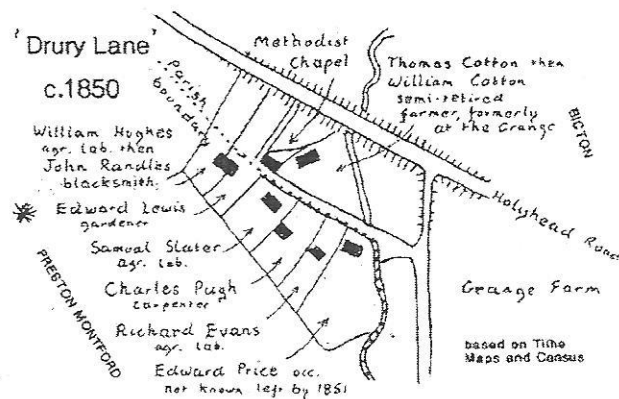 'Drury Lane'
c.1850
Methodist
Chapel
Parish
boundary
Thomas Cotton then
William Cotton
semi-retired
farmer, formerly
at the Grange
BICTON
William Hughes
agr. lab. then
John Randles
blacksmith
Edward Lewis
gardener
Samual Slater
agr. lab.
Charles Pugh
carpenter
Richard Evans
agr. lab.
Edward Price occ.
not known left by 1851
PRESTON MONTFORD
Holyhead Road
Grange Farm
based on Tithe
Maps and Census